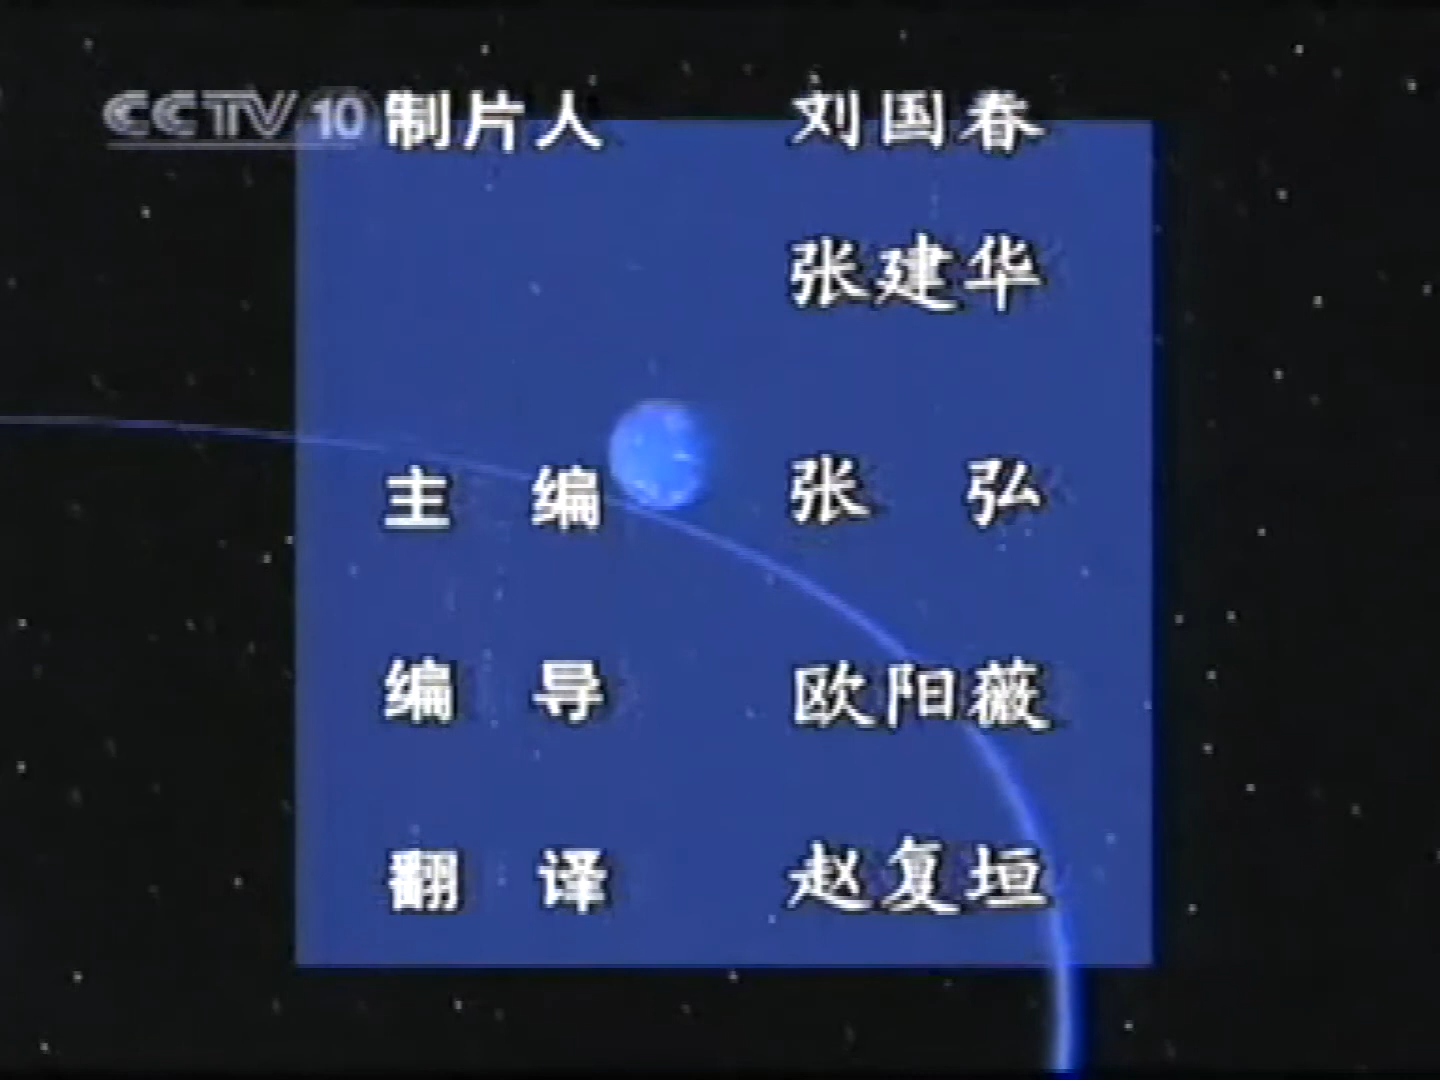 CCTV 10
制片人 刘国春
张建华
主 编 张 弘
编 导 欧阳薇
翻 译 赵复垣